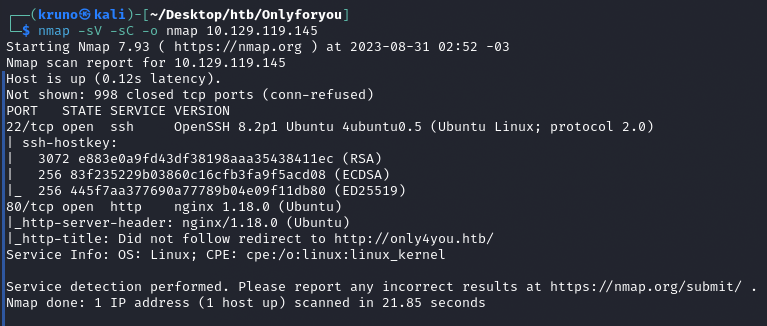 ┌──(kruno㉿kali)-[~/Desktop/htb/Onlyforyou]
└─$ nmap -sV -sC -o nmap 10.129.119.145
Starting Nmap 7.93 ( https://nmap.org ) at 2023-08-31 02:52 -03
Nmap scan report for 10.129.119.145
Host is up (0.12s latency).
Not shown: 998 closed tcp ports (conn-refused)
PORT   STATE SERVICE VERSION
22/tcp open  ssh     OpenSSH 8.2p1 Ubuntu 4ubuntu0.5 (Ubuntu Linux; protocol 2.0)
| ssh-hostkey:
|   3072 e883e0a9fd43df38198aaa35438411ec (RSA)
|   256 83f235229b03860c16cfb3fa9f5acd08 (ECDSA)
|_  256 445f7aa377690a77789b04e09f11db80 (ED25519)
80/tcp open  http    nginx 1.18.0 (Ubuntu)
|_http-server-header: nginx/1.18.0 (Ubuntu)
|_http-title: Did not follow redirect to http://only4you.htb/
Service Info: OS: Linux; CPE: cpe:/o:linux:linux_kernel

Service detection performed. Please report any incorrect results at https://nmap.org/submit/ .
Nmap done: 1 IP address (1 host up) scanned in 21.85 seconds